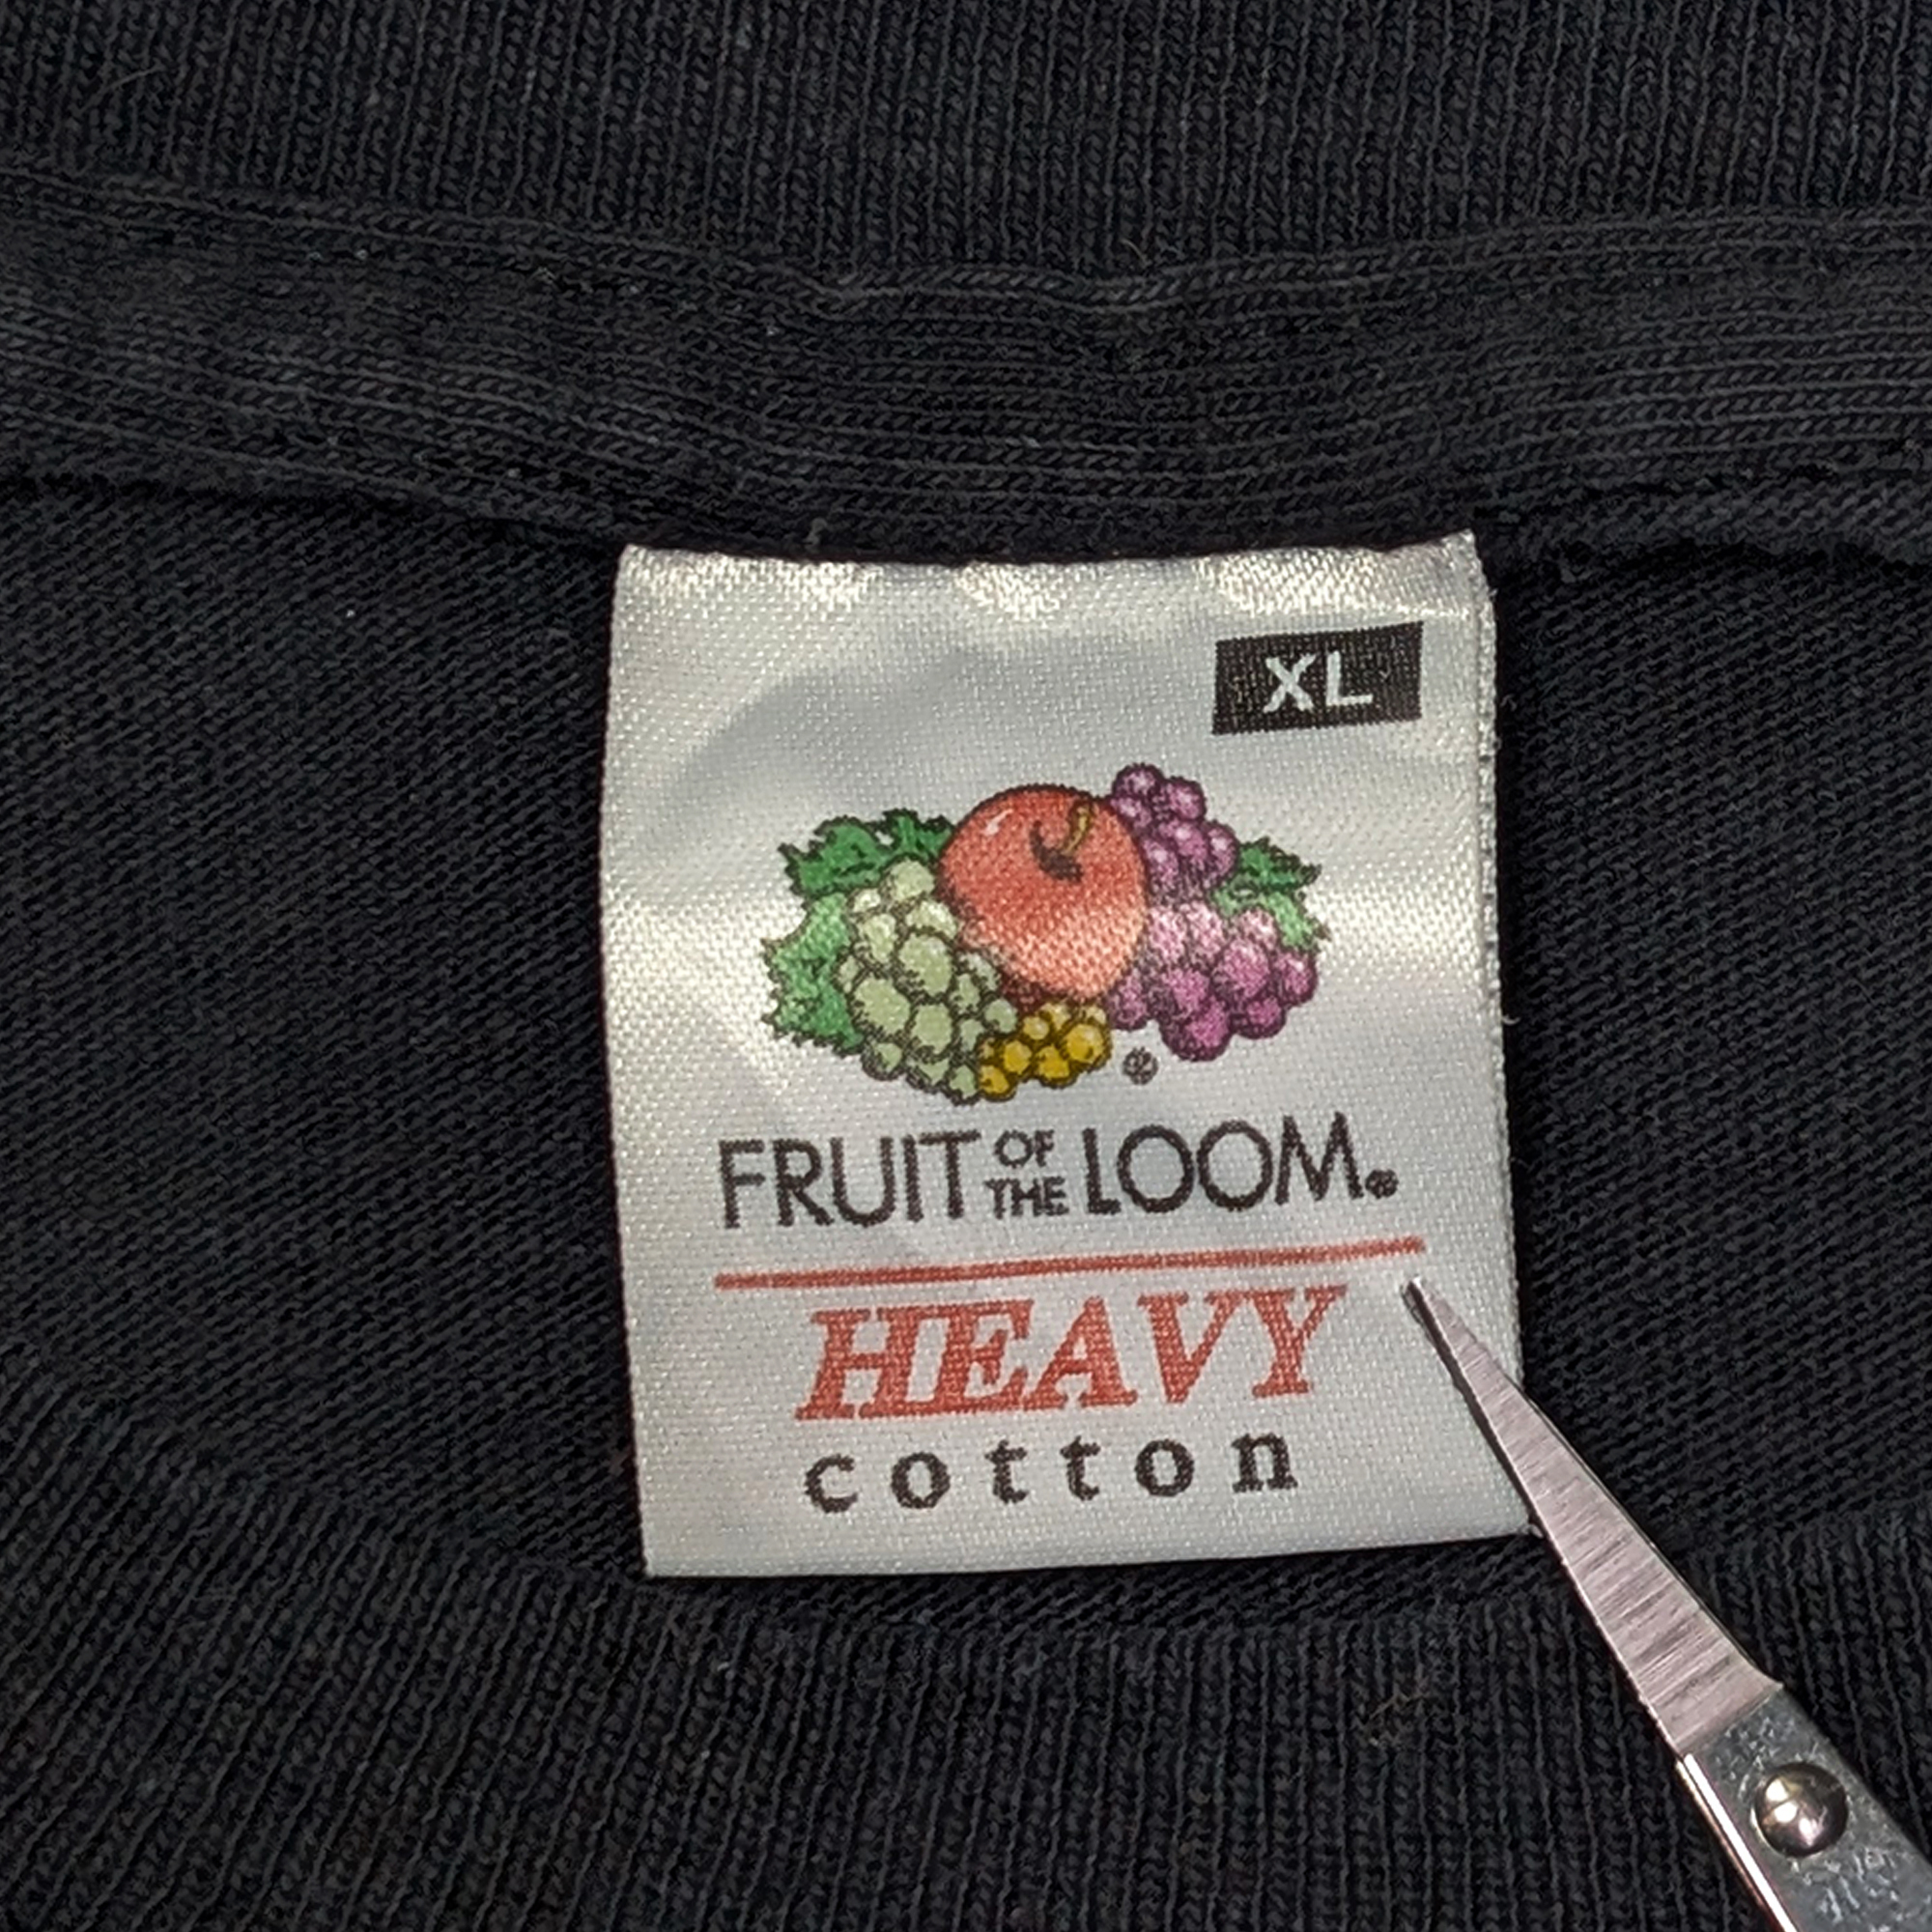 XL
®
FRUIT OF THE LOOM®
HEAVY
cotton